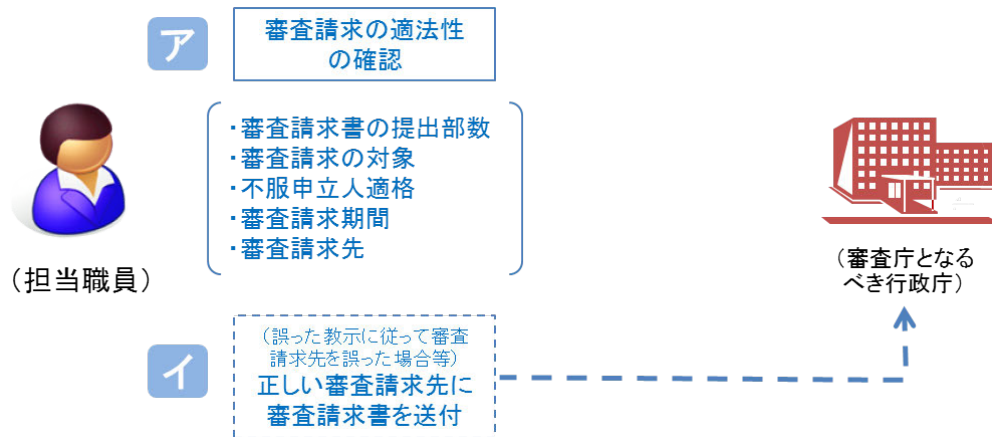 ア
審査請求の適法性
の確認
・審査請求書の提出部数
・審査請求の対象
・不服申立人適格
・審査請求期間
・審査請求先
（担当職員）
（審査庁となる
べき行政庁）
イ
（誤った教示に従って審査
請求先を誤った場合等）
正しい審査請求先に
審査請求書を送付